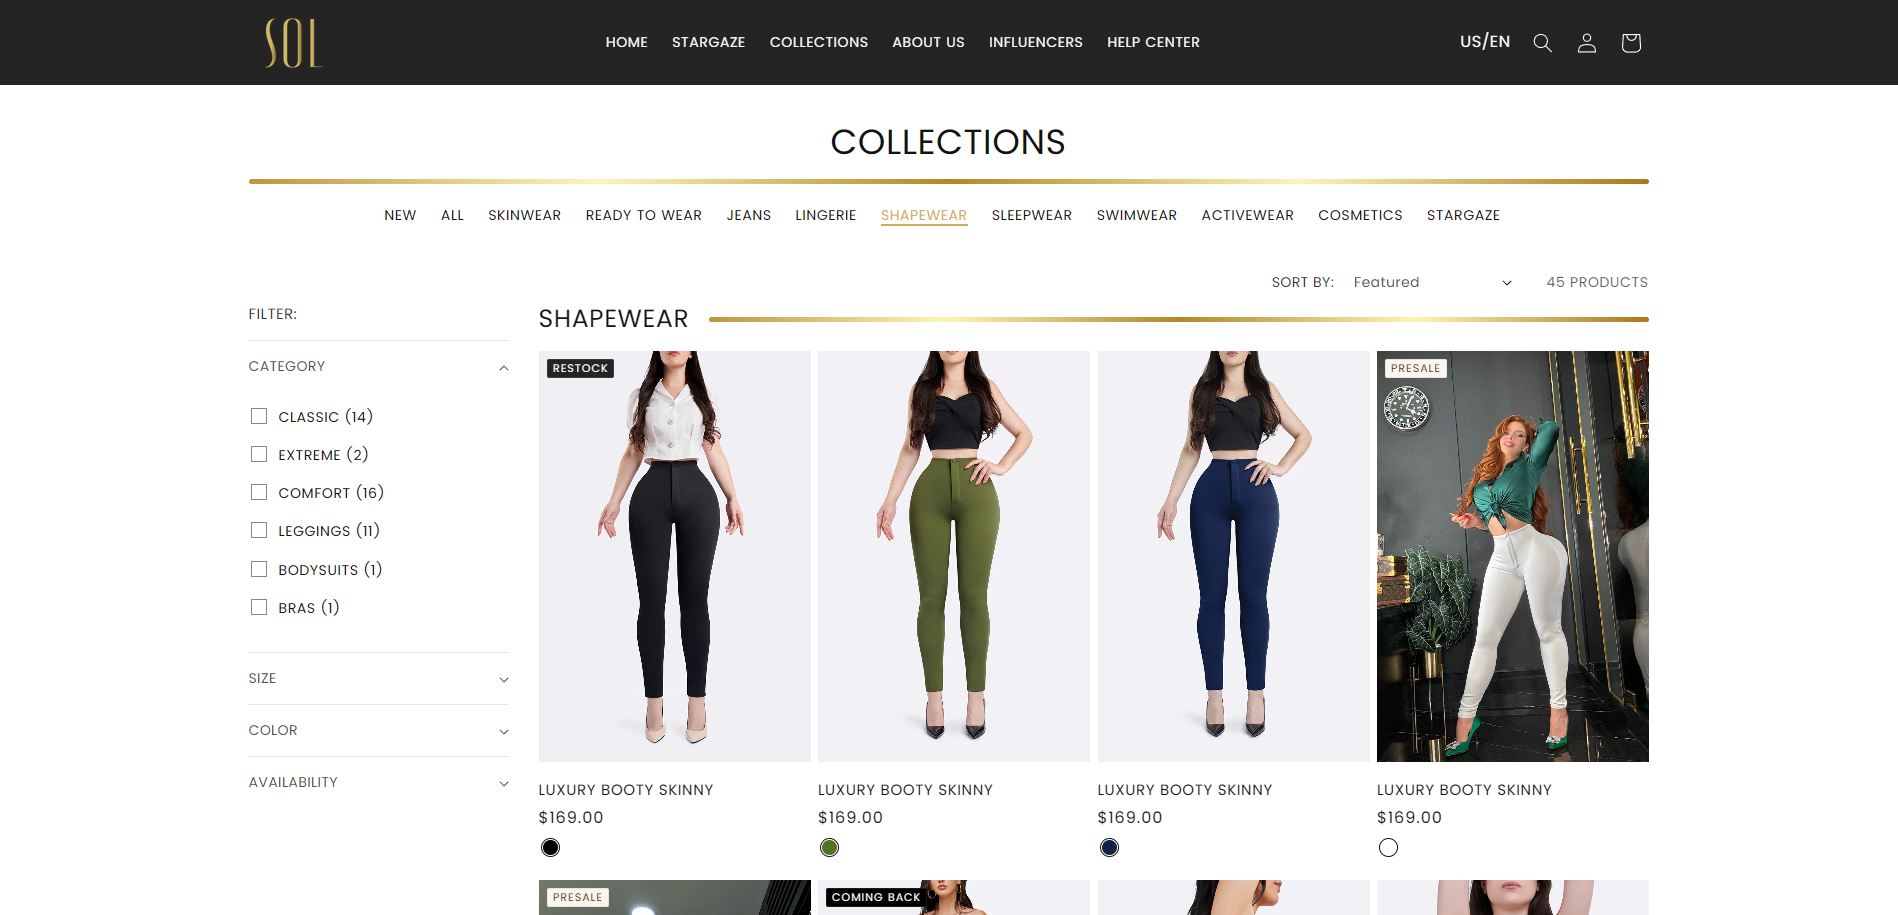 SOL
HOME STARGAZE COLLECTIONS ABOUT US INFLUENCERS HELP CENTER
US/EN
COLLECTIONS
NEW ALL SKINWEAR READY TO WEAR JEANS LINGERIE SHAPEWEAR SLEEPWEAR SWIMWEAR ACTIVEWEAR COSMETICS STARGAZE
SORT BY: Featured 45 PRODUCTS
FILTER:
CATEGORY
CLASSIC (14)
EXTREME (2)
COMFORT (16)
LEGGINGS (11)
BODYSUITS (1)
BRAS (1)
SIZE
COLOR
AVAILABILITY
SHAPEWEAR
RESTOCK
PRESALE
LUXURY BOOTY SKINNY
$169.00
LUXURY BOOTY SKINNY
$169.00
LUXURY BOOTY SKINNY
$169.00
LUXURY BOOTY SKINNY
$169.00
PRESALE
COMING BACK